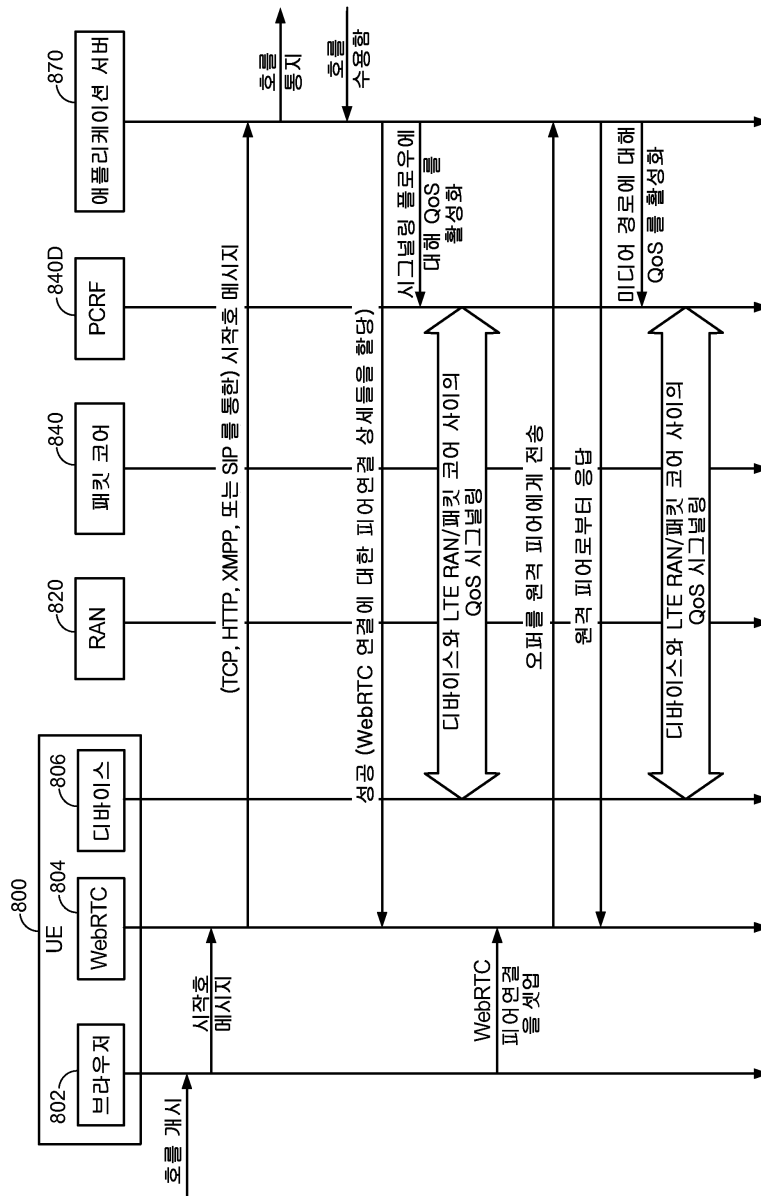 800
UE
802
브라우저
804
WebRTC
806
디바이스
820
RAN
840
패킷 코어
840D
PCRF
870
애플리케이션 서버
호를 개시
시작호
메시지
(TCP, HTTP, XMPP, 또는 SIP 를 통한) 시작호 메시지
호를
통지
호를
수용함
성공 (WebRTC 연결에 대한 피어연결 상세들을 할당)
시그널링 플로우에
대해 QoS 를
활성화
디바이스와 LTE RAN/패킷 코어 사이의
QoS 시그널링
WebRTC
피어연결
을 셋업
오퍼를 원격 피어에게 전송
원격 피어로부터 응답
미디어 경로에 대해
QoS 를 활성화
디바이스와 LTE RAN/패킷 코어 사이의
QoS 시그널링